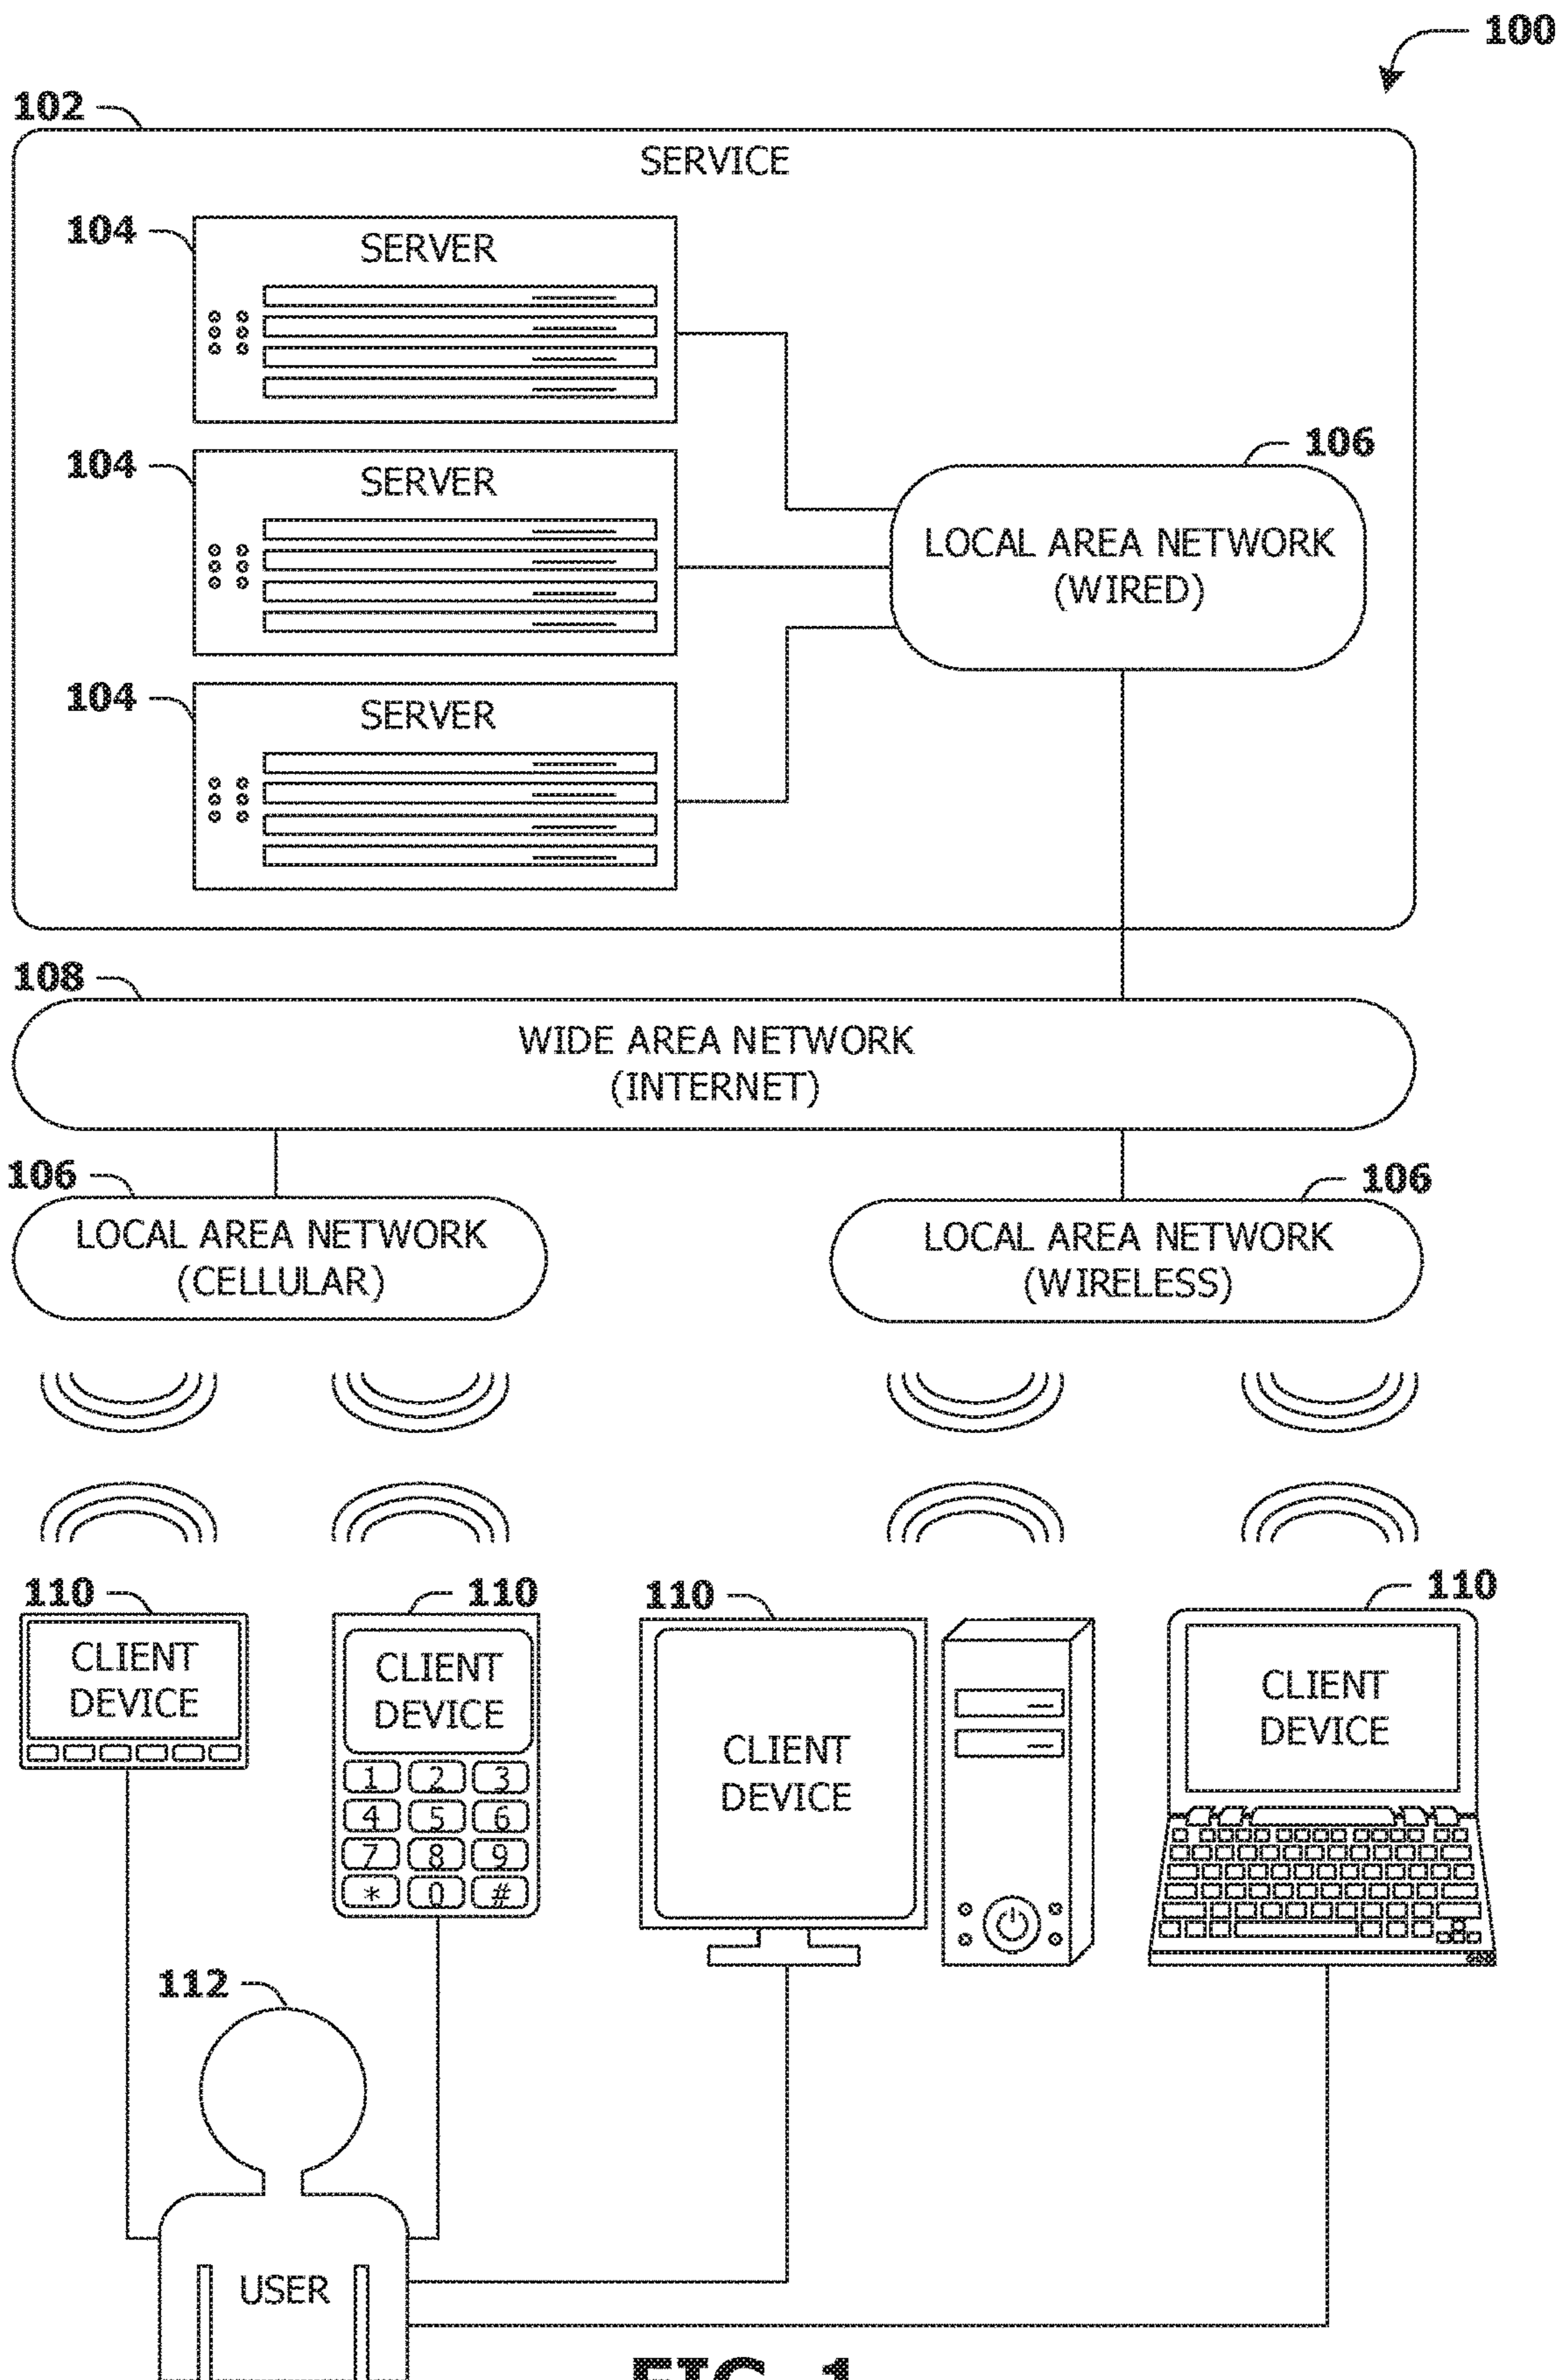 100
102
SERVICE
104
SERVER
104
SERVER
106
LOCAL AREA NETWORK
(WIRED)
104
SERVER
108
WIDE AREA NETWORK
(INTERNET)
106
LOCAL AREA NETWORK
(CELLULAR)
106
LOCAL AREA NETWORK
(WIRELESS)
110
CLIENT
DEVICE
110
CLIENT
DEVICE
1 2 3
4 5 6
7 8 9
* 0 #
110
CLIENT
DEVICE
110
CLIENT
DEVICE
112
USER
FIG. 1